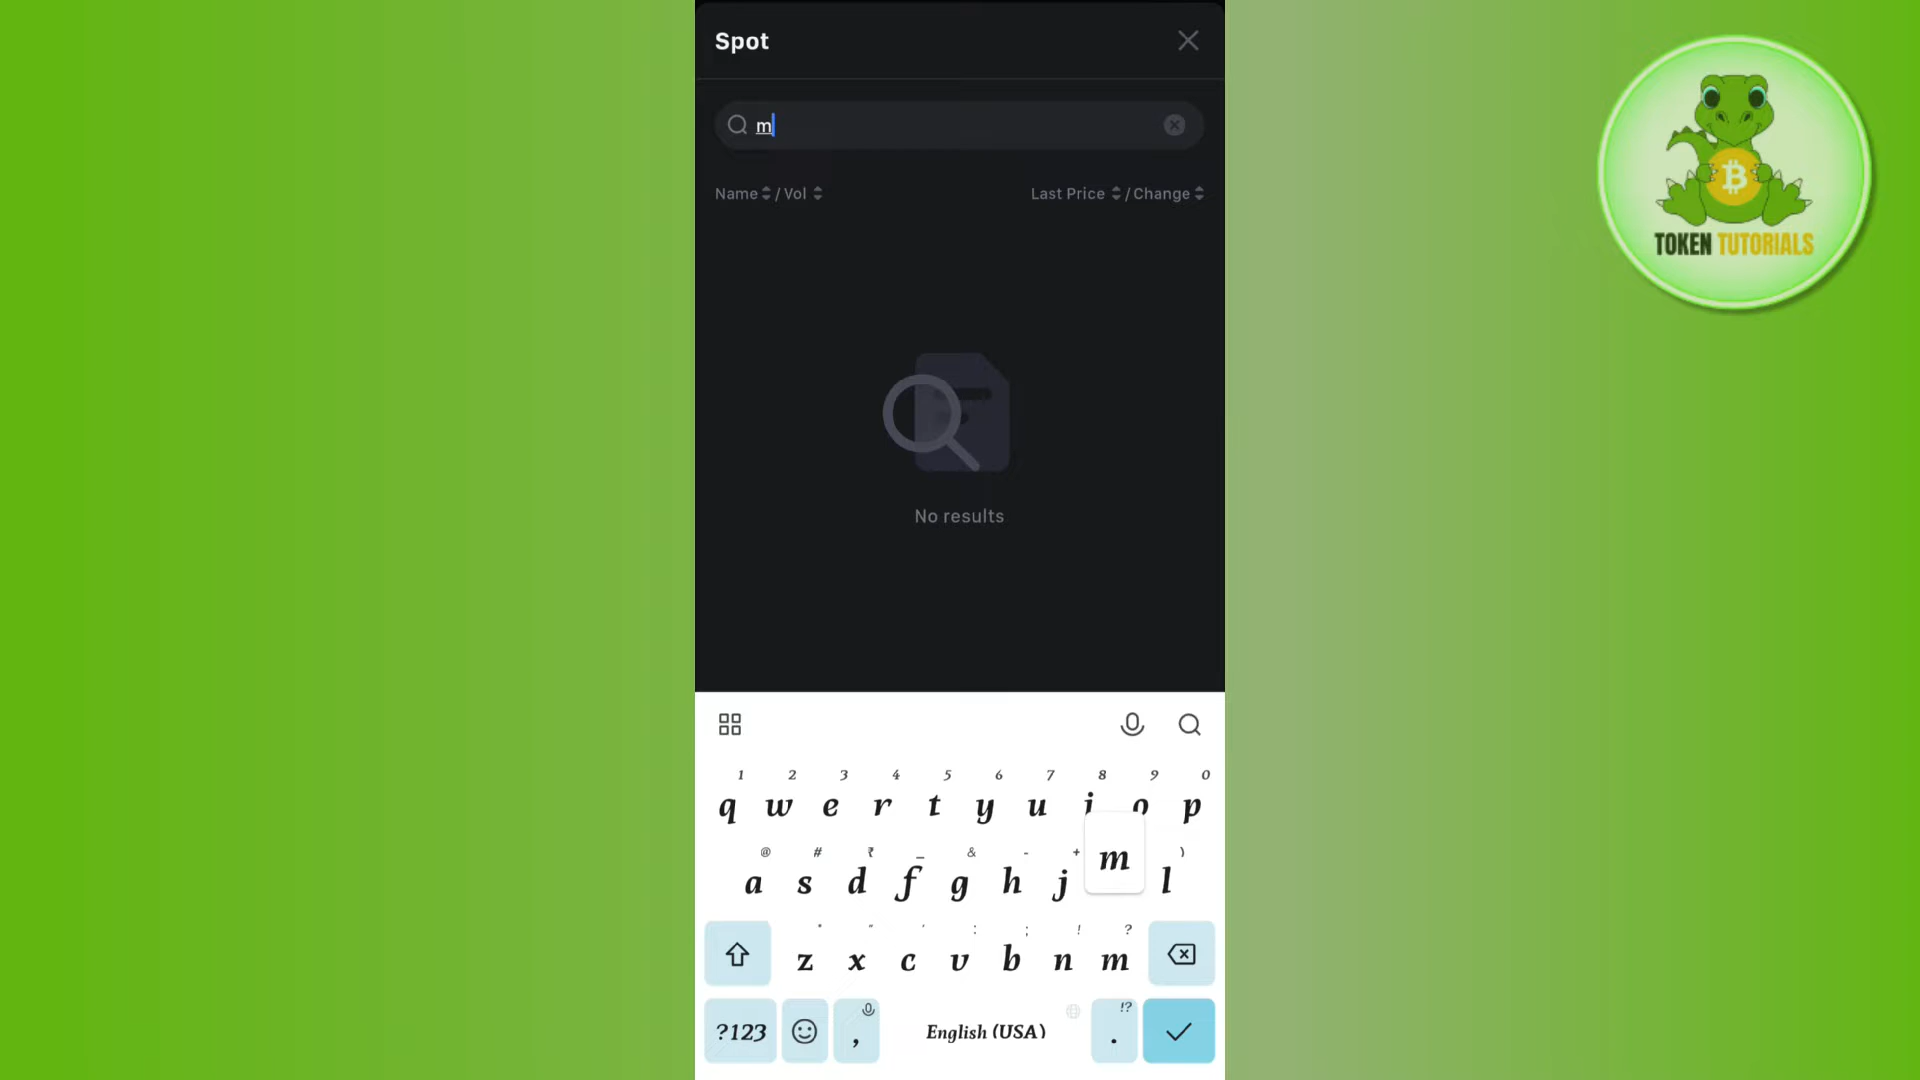 Spot
m
Name / Vol
Last Price / Change
No results
TOKEN TUTORIALS
1 2 3 4 5 6 7 8 9 0
q w e r t y u i o p
@ # ₹ _ & - + )
a s d f g h j m l
* " ' : ; ! ?
z x c v b n m
!?
?123 , English (USA) .